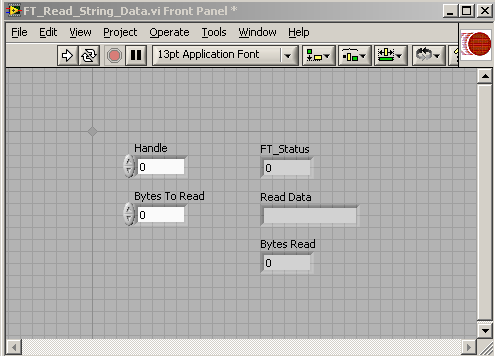 FT_Read_String_Data.vi Front Panel *
File Edit View Project Operate Tools Window Help
13pt Application Font
Handle
0
FT_Status
0
Bytes To Read
0
Read Data
Bytes Read
0